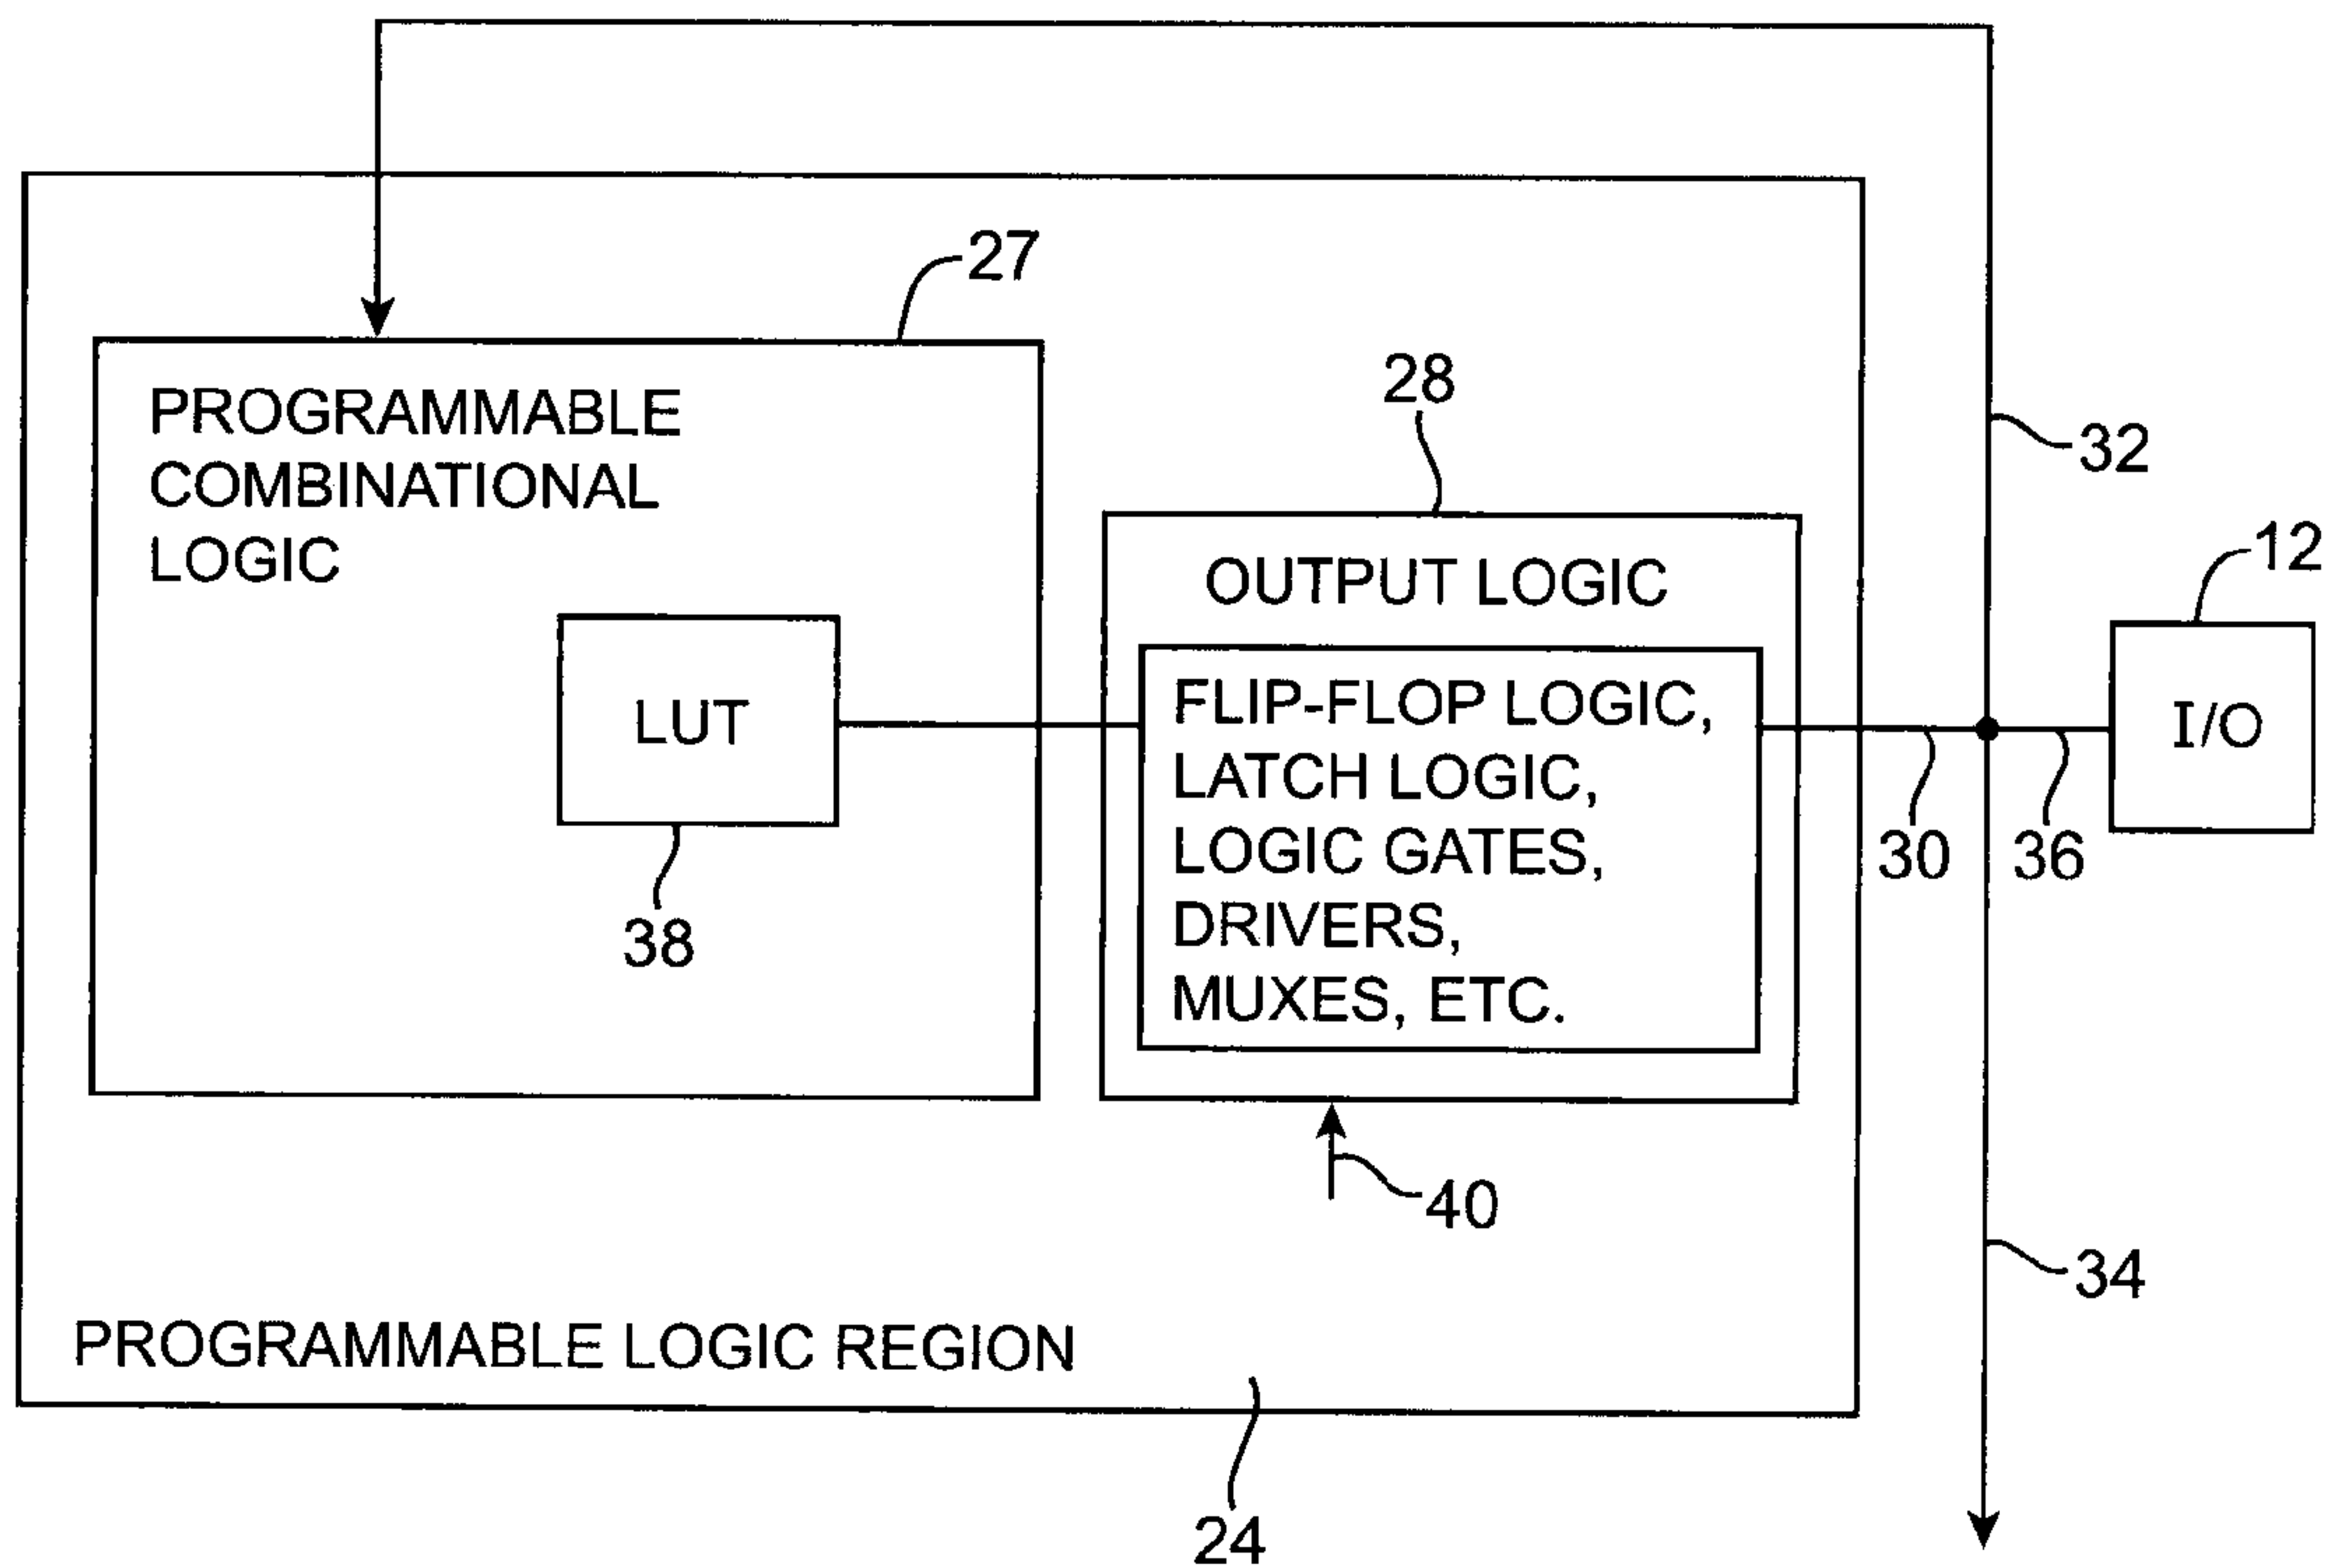 27
PROGRAMMABLE
COMBINATIONAL
LOGIC
28
32
OUTPUT LOGIC
12
LUT
FLIP-FLOP LOGIC,
LATCH LOGIC,
LOGIC GATES,
DRIVERS,
MUXES, ETC.
I/O
30
36
38
40
34
PROGRAMMABLE LOGIC REGION
24